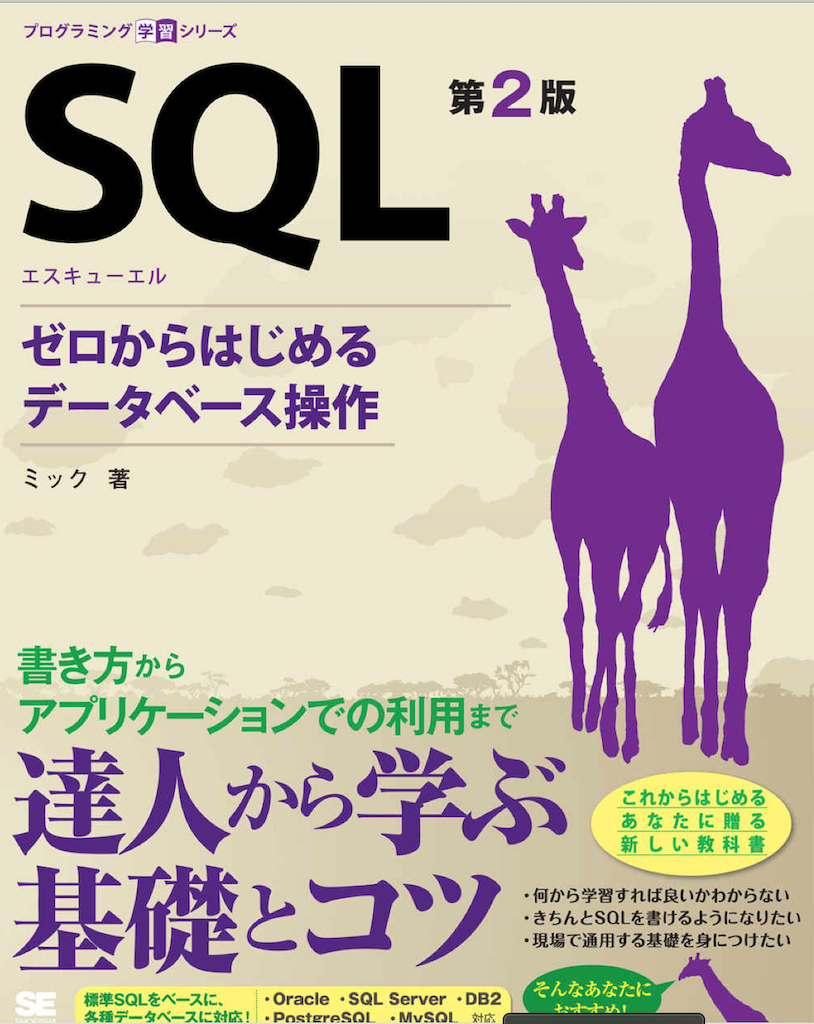 プログラミング学習シリーズ
SQL
第2版
エスキューエル
ゼロからはじめる
データベース操作
ミック 著
書き方から
アプリケーションでの利用まで
達人から学ぶ
基礎とコツ
これからはじめる
あなたに贈る
新しい教科書
・何から学習すれば良いかわからない
・きちんとSQLを書けるようになりたい
・現場で通用する基礎を身につけたい
SE
標準SQLをベースに、
各種データベースに対応!
・Oracle ・SQL Server ・DB2
・PostgreSQL ・MySQL 対応
そんなあなたに
おすすめ!